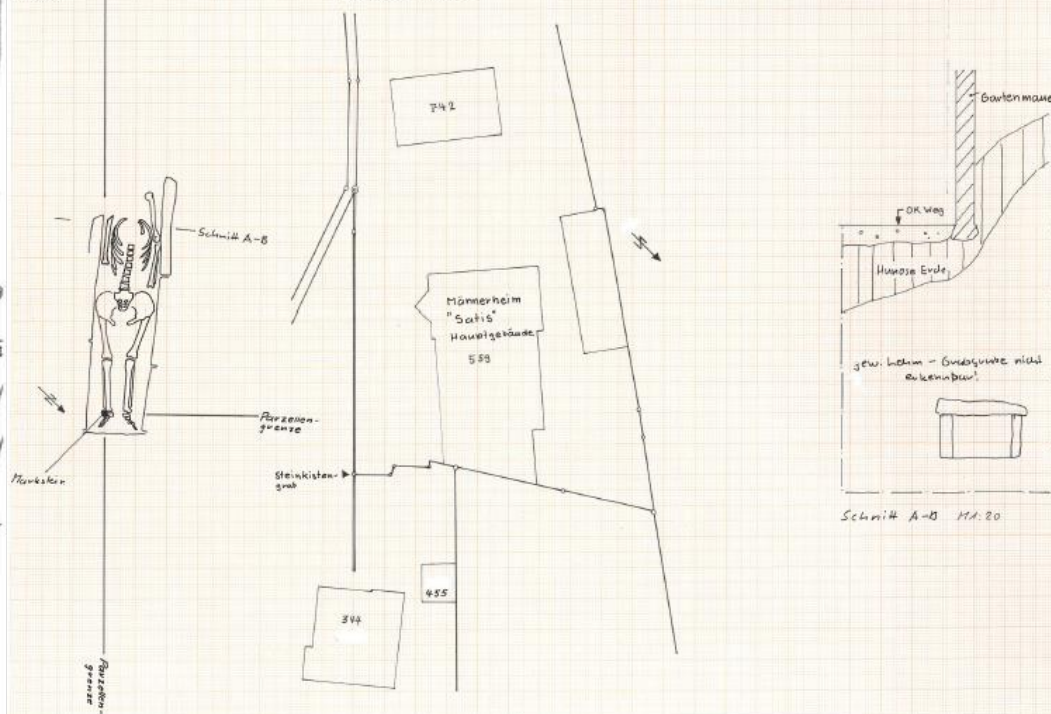 Schnitt A-B
Parzellen-
grenze
Markstein
Parzellen-
grenze
742
Männerheim
"Satis"
Hauptgebäude
559
Steinkisten-
grab
455
344
Gartenmaue
OK Weg
Humose Erde
gew. Lehm - Grabgrube nicht
erkennbar!
Schnitt A-B M1:20